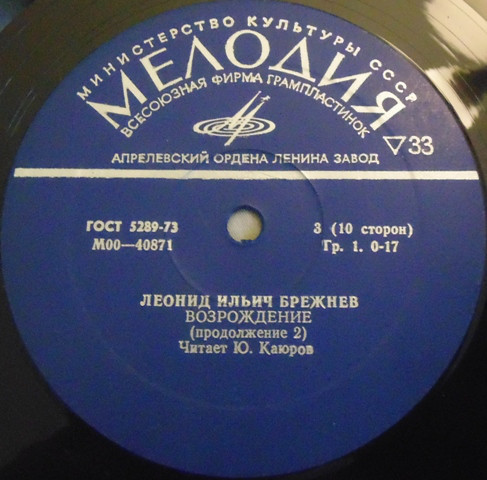 МИНИСТЕРСТВО КУЛЬТУРЫ СССР
МЕЛОДИЯ
ВСЕСОЮЗНАЯ ФИРМА ГРАМПЛАСТИНОК
33
АПРЕЛЕВСКИЙ ОРДЕНА ЛЕНИНА ЗАВОД
ГОСТ 5289-73
М00—40871
3 (10 сторон)
Гр. 1. 0-17
ЛЕОНИД ИЛЬИЧ БРЕЖНЕВ
ВОЗРОЖДЕНИЕ
(продолжение 2)
Читает Ю. Каюров